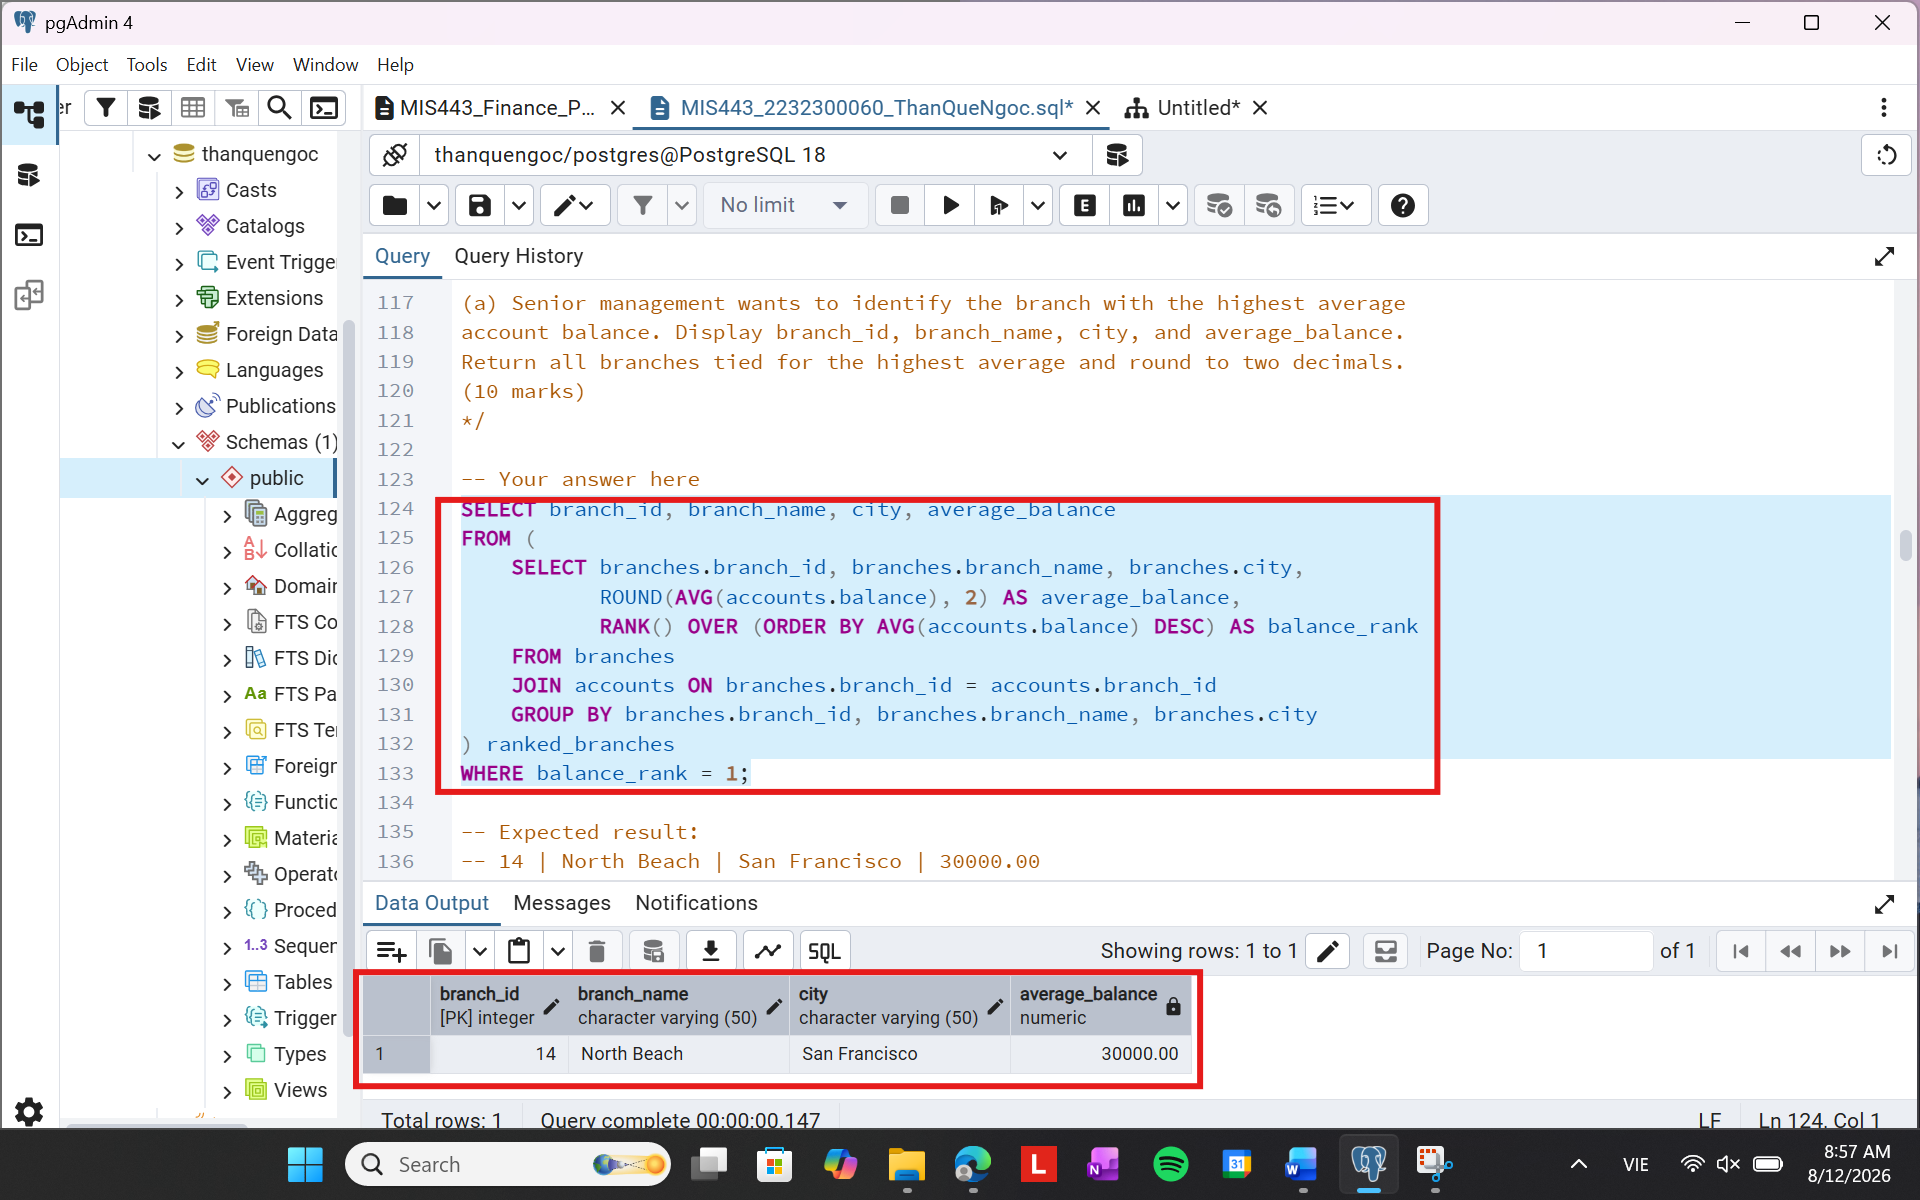 pgAdmin 4
File Object Tools Edit View Window Help
er
MIS443_Finance_P...
MIS443_2232300060_ThanQueNgoc.sql*
Untitled*
thanquengoc/postgres@PostgreSQL 18
No limit
E
Query Query History
thanquengoc
Casts
Catalogs
Event Trigge
Extensions
Foreign Data
Languages
Publications
Schemas (1)
public
Aggreg
Collatio
Domain
FTS Co
FTS Dic
Aa FTS Pa
FTS Te
Foreign
Functio
Materia
Operato
Proced
1..3 Sequen
Tables
Trigger
Types
Views
117 (a) Senior management wants to identify the branch with the highest average
118 account balance. Display branch_id, branch_name, city, and average_balance.
119 Return all branches tied for the highest average and round to two decimals.
120 (10 marks)
121 */
122
123 -- Your answer here
124 SELECT branch_id, branch_name, city, average_balance
125 FROM (
126 SELECT branches.branch_id, branches.branch_name, branches.city,
127 ROUND(AVG(accounts.balance), 2) AS average_balance,
128 RANK() OVER (ORDER BY AVG(accounts.balance) DESC) AS balance_rank
129 FROM branches
130 JOIN accounts ON branches.branch_id = accounts.branch_id
131 GROUP BY branches.branch_id, branches.branch_name, branches.city
132 ) ranked_branches
133 WHERE balance_rank = 1;
134
135 -- Expected result:
136 -- 14 | North Beach | San Francisco | 30000.00
Data Output Messages Notifications
SQL
Showing rows: 1 to 1
Page No: 1 of 1
branch_id branch_name city average_balance
[PK] integer character varying (50) character varying (50) numeric
1 14 North Beach San Francisco 30000.00
Total rows: 1 Query complete 00:00:00.147 LF Ln 124, Col 1
Search
L
N
31
W
VIE
8:57 AM
8/12/2026